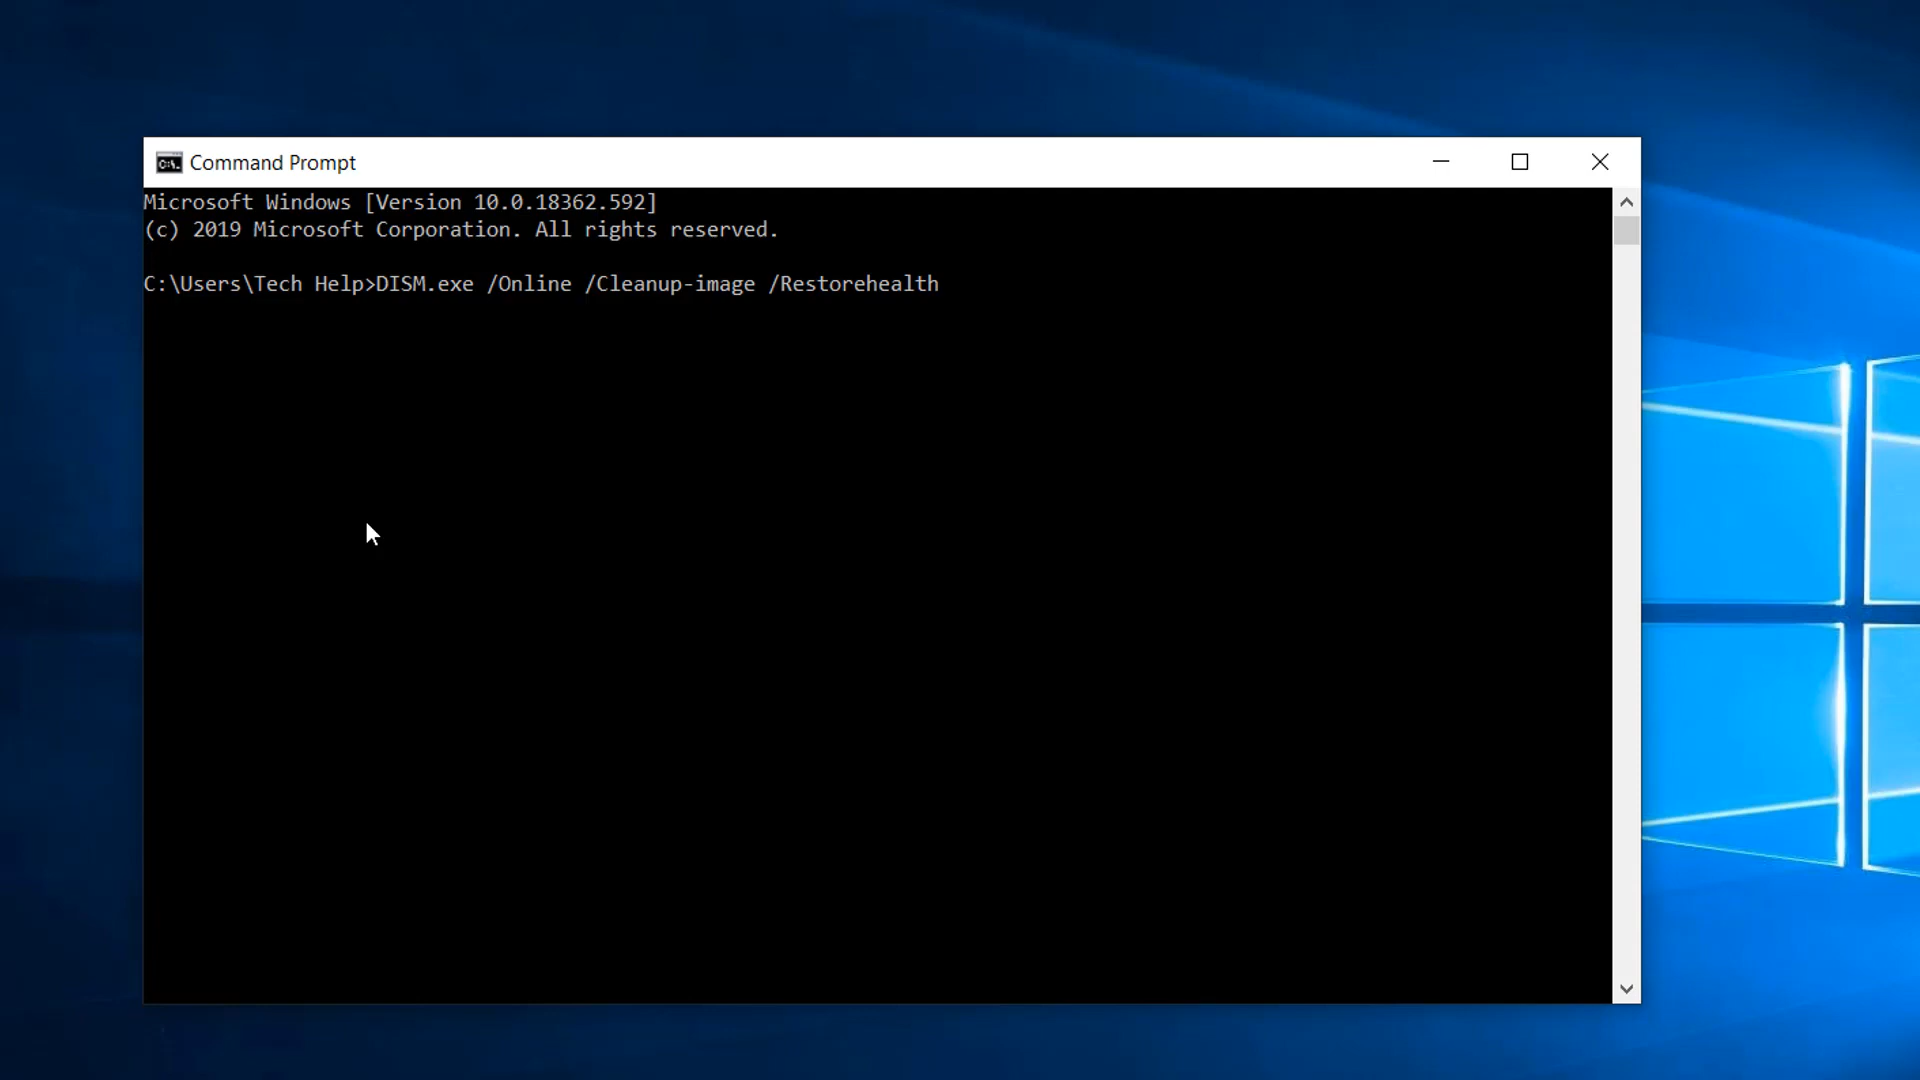 Command Prompt
Microsoft Windows [Version 10.0.18362.592]
(c) 2019 Microsoft Corporation. All rights reserved.
C:\Users\Tech Help>DISM.exe /Online /Cleanup-image /Restorehealth